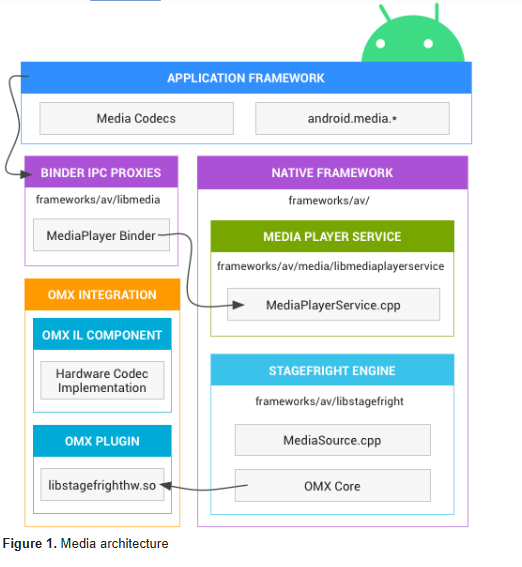 APPLICATION FRAMEWORK
Media Codecs
android.media.*
BINDER IPC PROXIES
frameworks/av/libmedia
MediaPlayer Binder
NATIVE FRAMEWORK
frameworks/av/
MEDIA PLAYER SERVICE
frameworks/av/media/libmediaplayerservice
MediaPlayerService.cpp
OMX INTEGRATION
OMX IL COMPONENT
Hardware Codec
Implementation
OMX PLUGIN
libstagefrighthw.so
STAGEFRIGHT ENGINE
frameworks/av/libstagefright
MediaSource.cpp
OMX Core
Figure 1. Media architecture